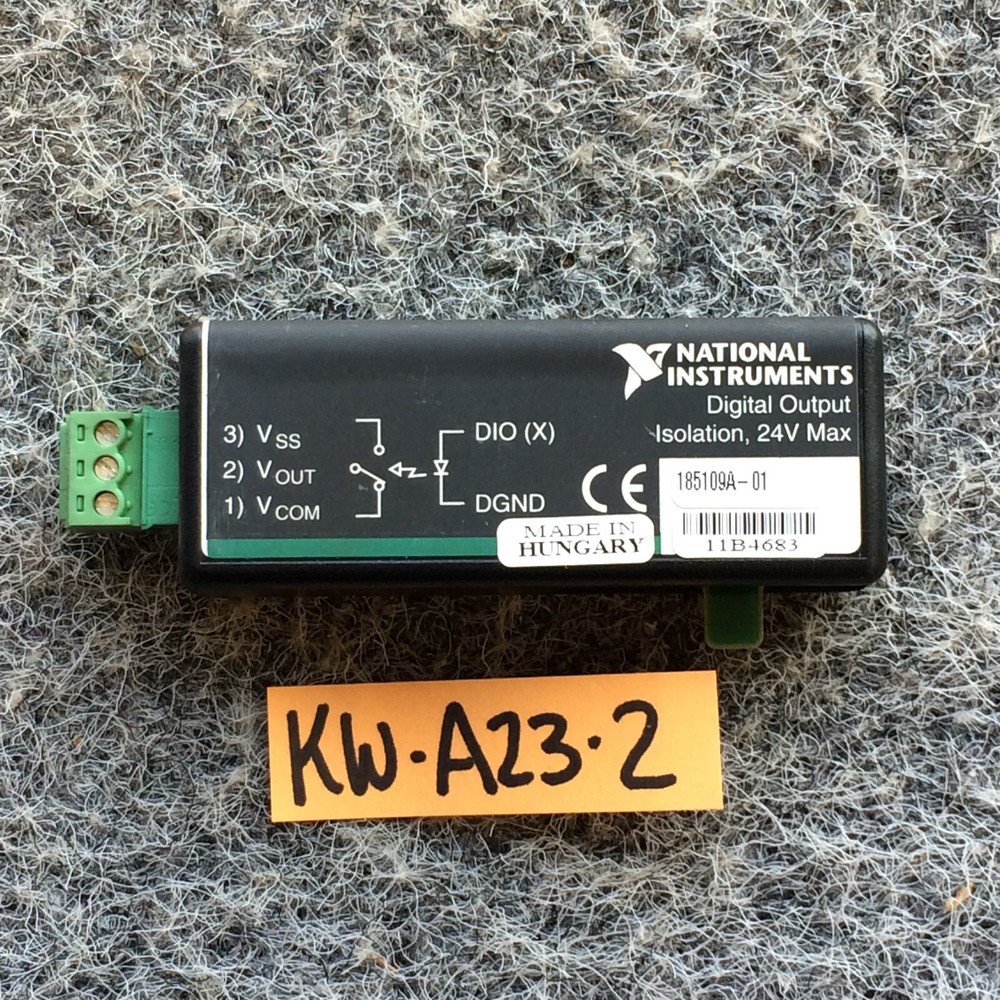 NATIONAL
INSTRUMENTS
Digital Output
Isolation, 24V Max
3) VSS
2) VOUT
1) VCOM
DIO (X)
DGND
CE
185109A-01
11B4683
MADE IN
HUNGARY
KW·A23·2